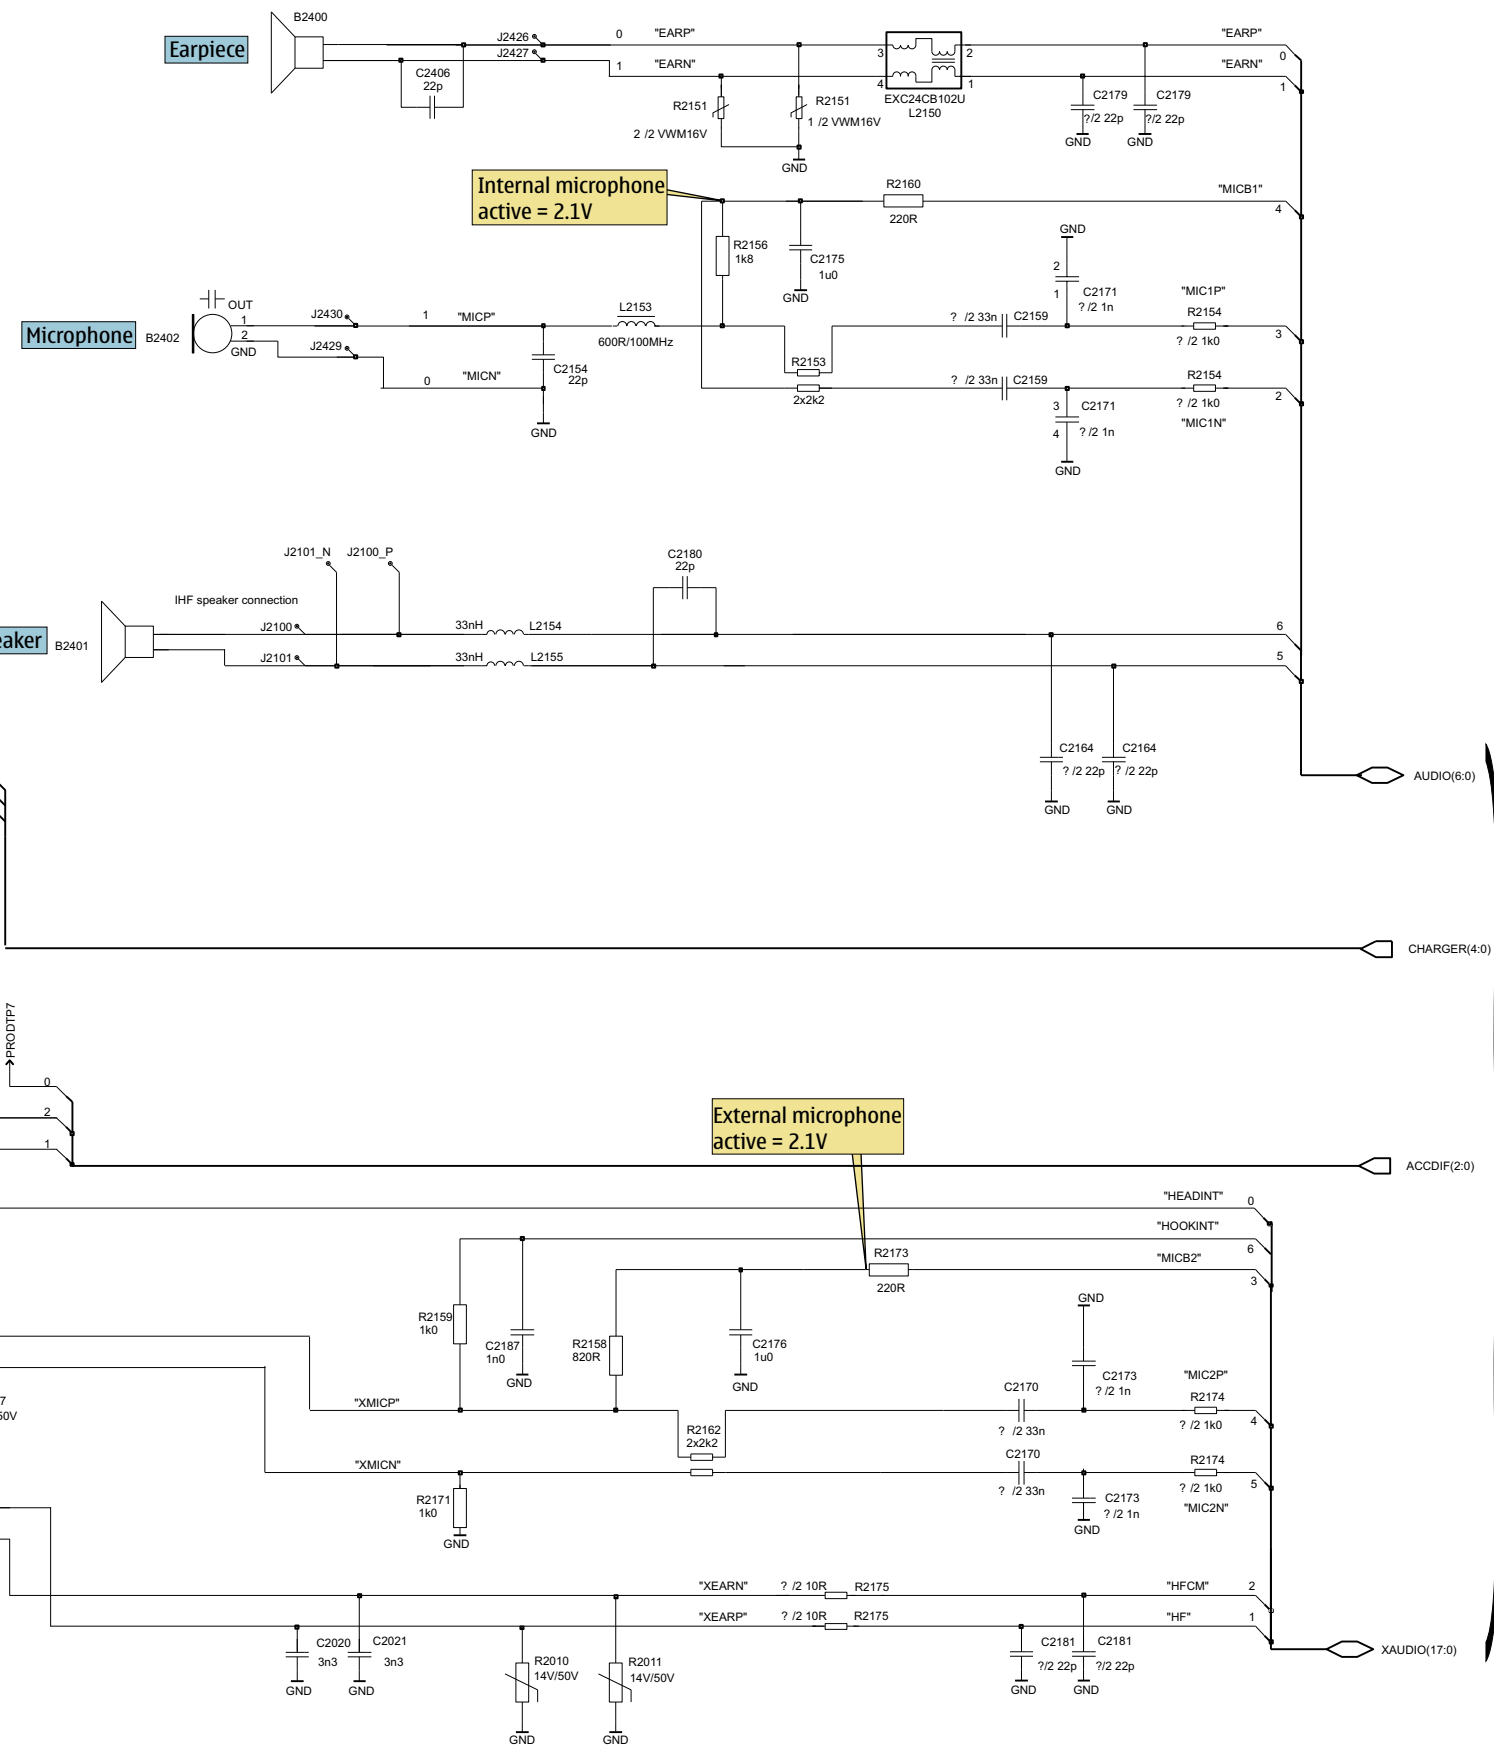 B2400
Earpiece
J2426
J2427
0
"EARP"
1
"EARN"
C2406
22p
R2151
2 /2 VWM16V
R2151
1 /2 VWM16V
GND
3
2
4
1
EXC24CB102U
L2150
"EARP"
0
"EARN"
1
C2179
?/2 22p
C2179
?/2 22p
GND
GND
Internal microphone
active = 2.1V
R2160
220R
"MICB1"
4
R2156
1k8
C2175
1u0
GND
GND
2
1
C2171
? /2 1n
"MIC1P"
R2154
? /2 1k0
3
Microphone
B2402
OUT
1
2
GND
J2430
J2429
1
"MICP"
0
"MICN"
C2154
22p
GND
L2153
600R/100MHz
R2153
2x2k2
? /2 33n
C2159
? /2 33n
C2159
3
4
C2171
? /2 1n
GND
R2154
? /2 1k0
"MIC1N"
2
J2101_N
J2100_P
C2180
22p
IHF speaker connection
eaker
B2401
J2100
J2101
33nH
L2154
33nH
L2155
6
5
C2164
? /2 22p
C2164
? /2 22p
GND
GND
AUDIO(6:0)
CHARGER(4:0)
PRODTP7
0
2
1
External microphone
active = 2.1V
ACCDIF(2:0)
"HEADINT"
0
"HOOKINT"
6
"MICB2"
3
R2173
220R
R2159
1k0
C2187
1n0
GND
R2158
820R
C2176
1u0
GND
GND
C2173
? /2 1n
"MIC2P"
R2174
? /2 1k0
4
7
50V
"XMICP"
R2162
2x2k2
C2170
? /2 33n
"XMICN"
C2170
? /2 33n
R2171
1k0
GND
C2173
? /2 1n
GND
R2174
? /2 1k0
"MIC2N"
5
"XEARN"
? /2 10R
R2175
"HFCM"
2
"XEARP"
? /2 10R
R2175
"HF"
1
C2020
3n3
C2021
3n3
GND
GND
R2010
14V/50V
R2011
14V/50V
GND
GND
C2181
?/2 22p
C2181
?/2 22p
GND
GND
XAUDIO(17:0)